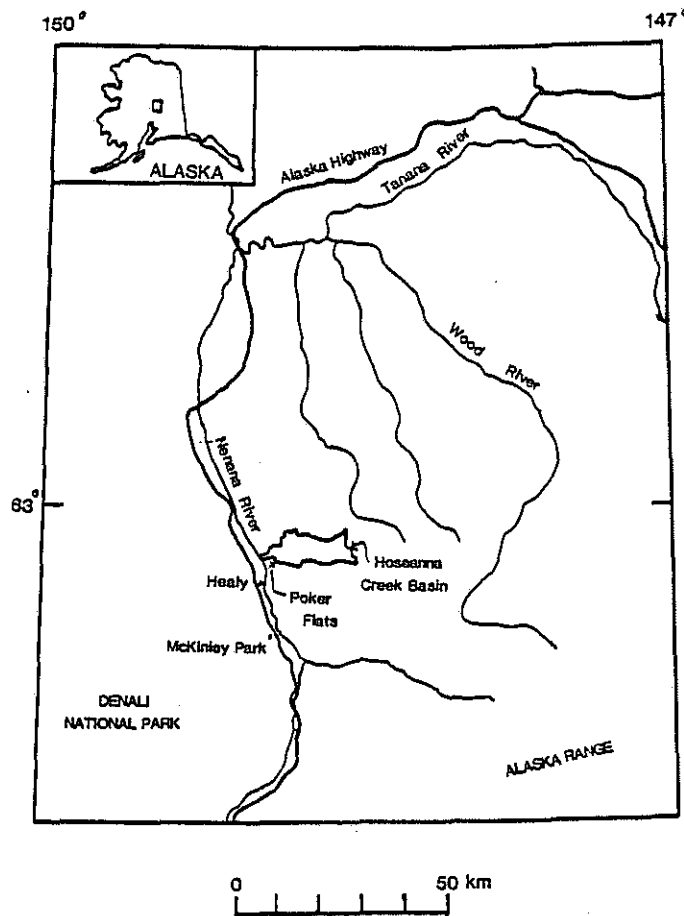 150°
147°
ALASKA
Alaska Highway
Tanana River
Wood
River
Nenana River
63°
Hoseanna
Creek Basin
Healy
Poker
Flats
McKinley Park
DENALI
NATIONAL PARK
ALASKA RANGE
0 50 km